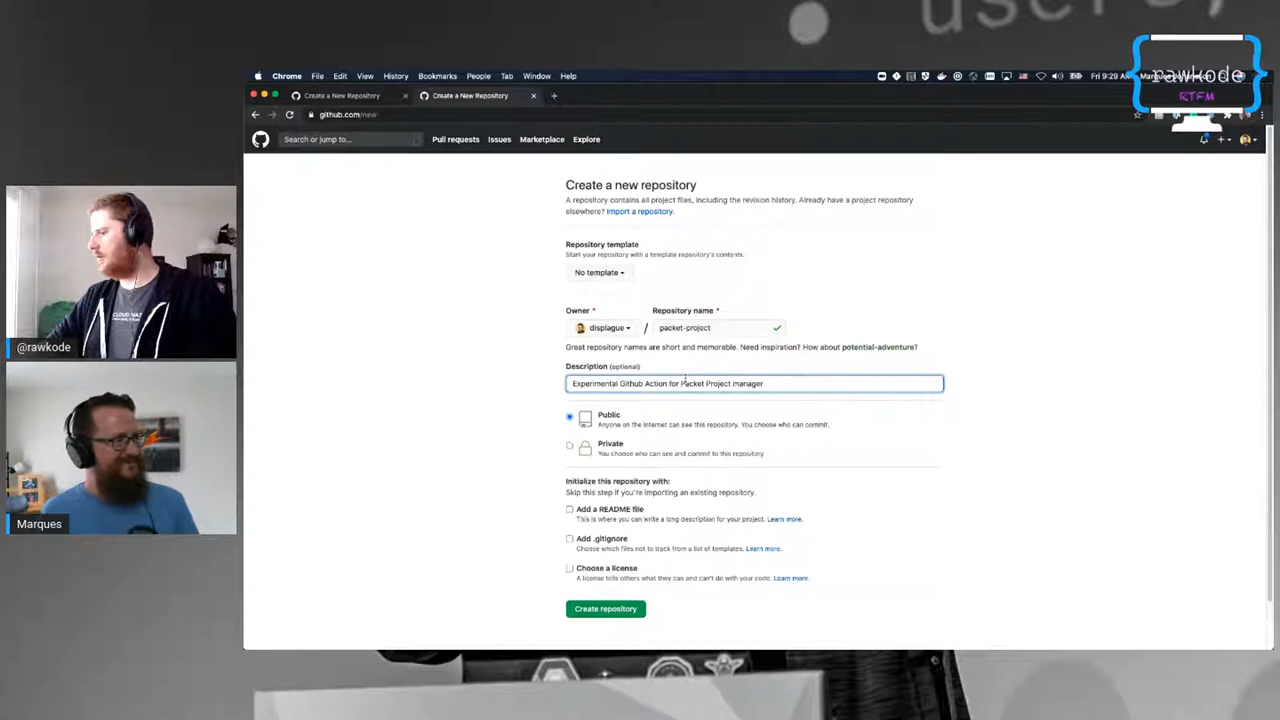 users,
{rawkode}
RTFM
Chrome File Edit View History Bookmarks People Tab Window Help
Fri 9:29 AM
Create a New Repository × Create a New Repository × +
github.com/new
Search or jump to... Pull requests Issues Marketplace Explore
Create a new repository
A repository contains all project files, including the revision history. Already have a project repository
elsewhere? Import a repository.
Repository template
Start your repository with a template repository's contents.
No template
Owner * Repository name *
displague / packet-project
Great repository names are short and memorable. Need inspiration? How about potential-adventure?
Description (optional)
Experimental Github Action for Packet Project manager
Public
Anyone on the internet can see this repository. You choose who can commit.
Private
You choose who can see and commit to this repository.
Initialize this repository with:
Skip this step if you're importing an existing repository.
Add a README file
This is where you can write a long description for your project. Learn more.
Add .gitignore
Choose which files not to track from a list of templates. Learn more.
Choose a license
A license tells others what they can and can't do with your code. Learn more.
Create repository
CLOUD NAT
@rawkode
Marques